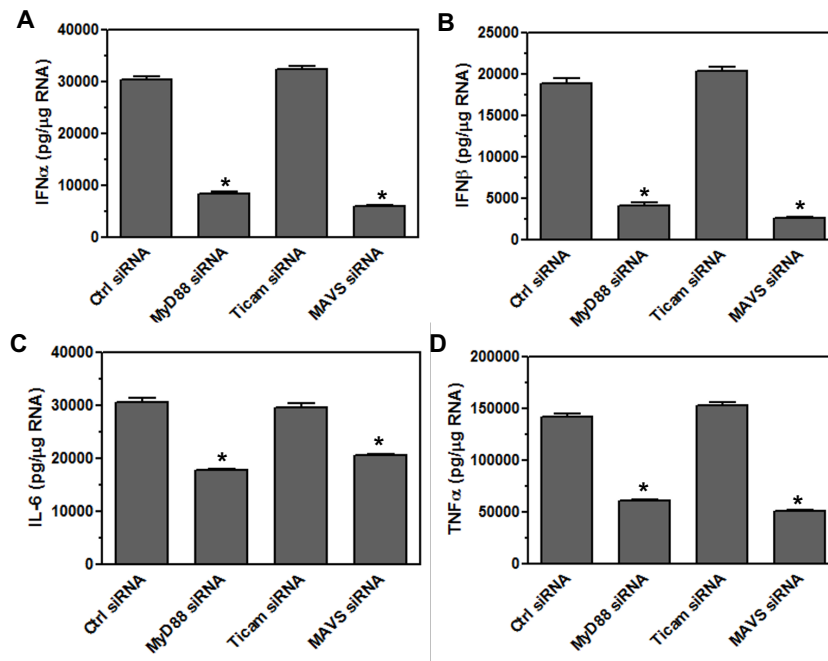 A
IFNα (pg/μg RNA)
40000
30000
20000
10000
0
*
*
Ctrl siRNA
MyD88 siRNA
Ticam siRNA
MAVS siRNA
B
IFNβ (pg/μg RNA)
25000
20000
15000
10000
5000
0
*
*
Ctrl siRNA
MyD88 siRNA
Ticam siRNA
MAVS siRNA
C
IL-6 (pg/μg RNA)
40000
30000
20000
10000
0
*
*
Ctrl siRNA
MyD88 siRNA
Ticam siRNA
MAVS siRNA
D
TNFα (pg/μg RNA)
200000
150000
100000
50000
0
*
*
Ctrl siRNA
MyD88 siRNA
Ticam siRNA
MAVS siRNA